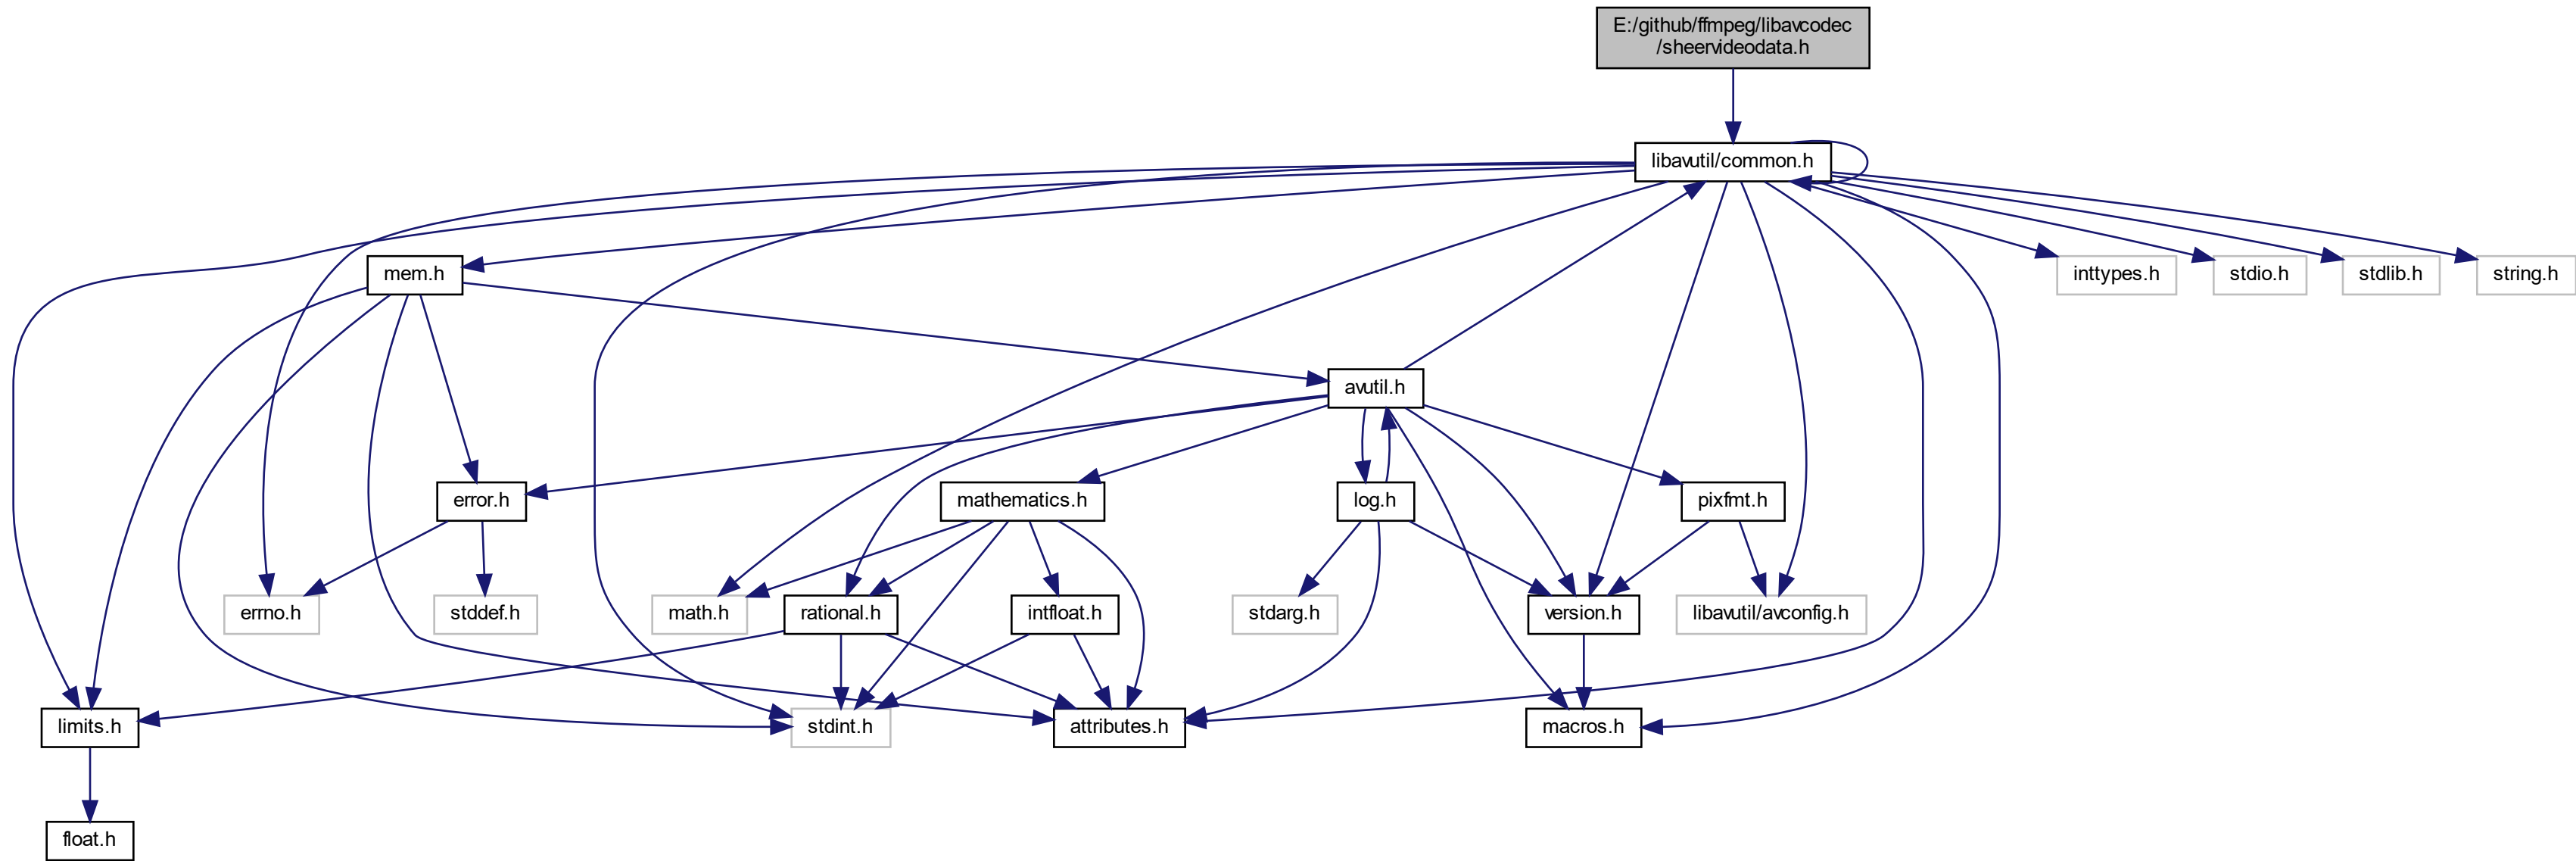 E:/github/ffmpeg/libavcodec
/sheervideodata.h
libavutil/common.h
mem.h
inttypes.h
stdio.h
stdlib.h
string.h
avutil.h
error.h
mathematics.h
log.h
pixfmt.h
errno.h
stddef.h
math.h
rational.h
intfloat.h
stdarg.h
version.h
libavutil/avconfig.h
limits.h
stdint.h
attributes.h
macros.h
float.h